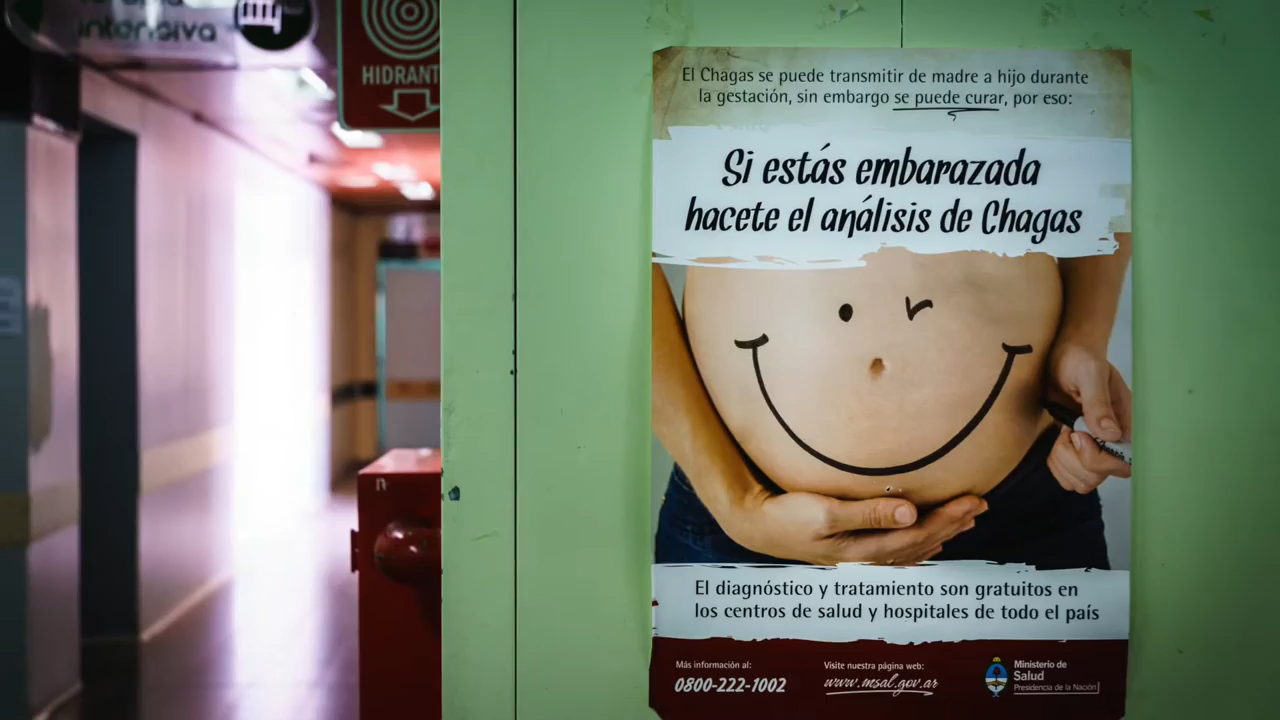 intensiva
HIDRANT
El Chagas se puede transmitir de madre a hijo durante
la gestación, sin embargo se puede curar, por eso:
Si estás embarazada
hacete el análisis de Chagas
El diagnóstico y tratamiento son gratuitos en
los centros de salud y hospitales de todo el país
Más información al:
0800-222-1002
Visite nuestra página web:
www.msal.gov.ar
Ministerio de
Salud
Presidencia de la Nación